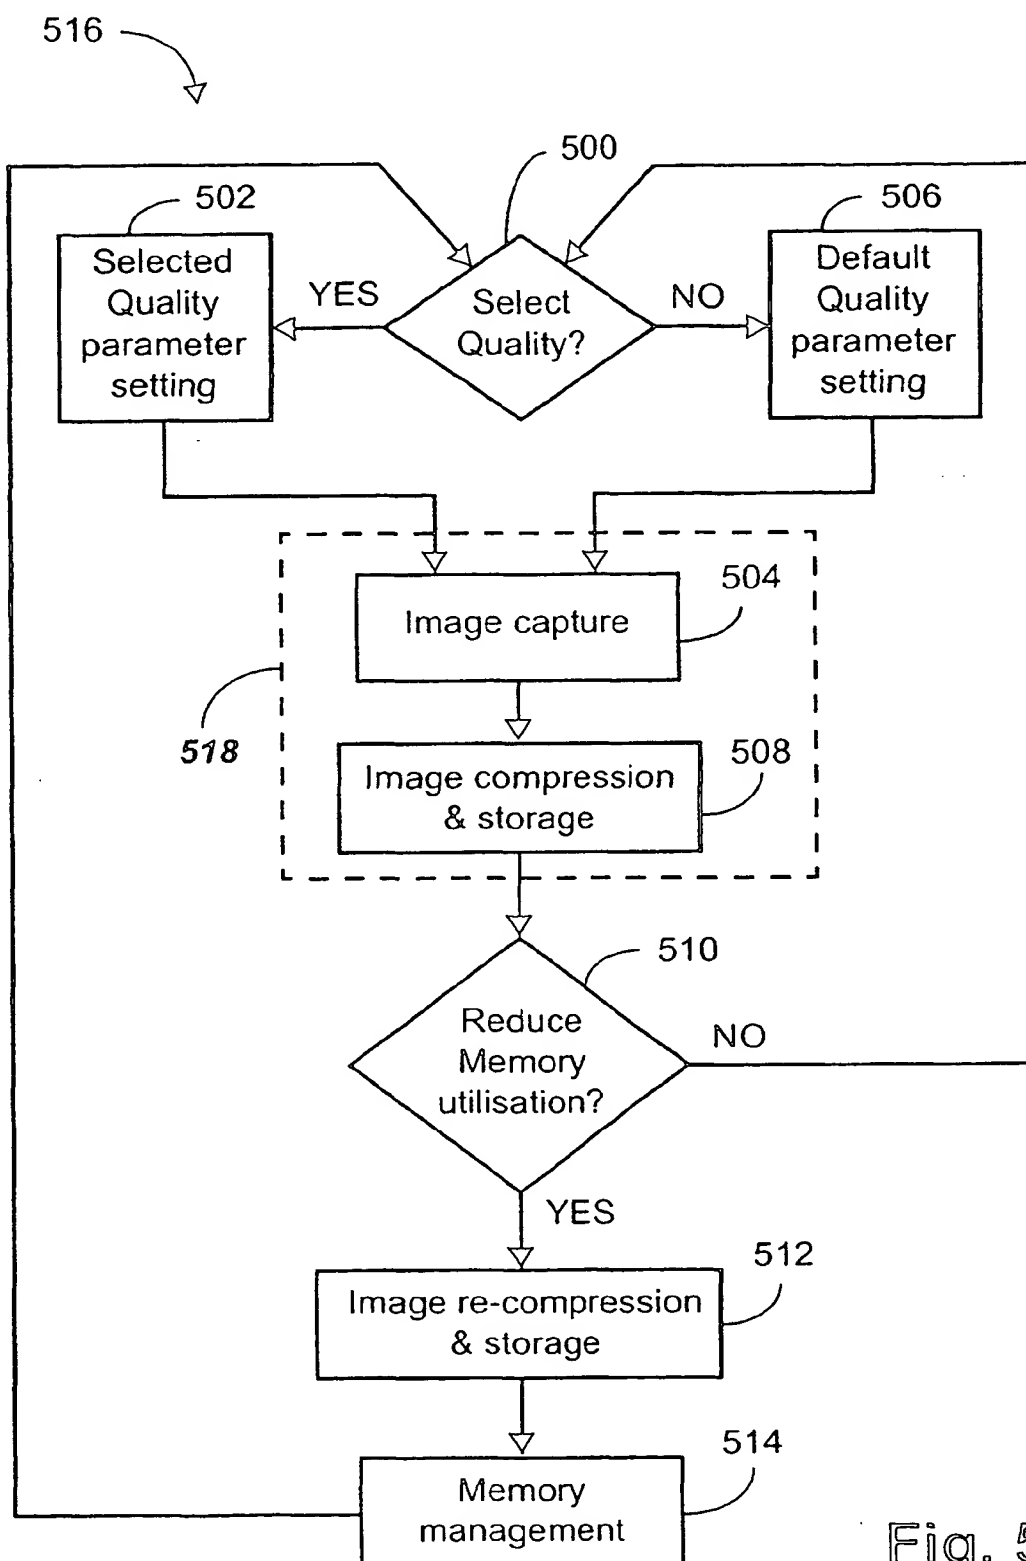 516
500
502
506
Selected
Quality
parameter
setting
YES
Select
Quality?
NO
Default
Quality
parameter
setting
504
Image capture
518
508
Image compression
& storage
510
Reduce
Memory
utilisation?
NO
YES
512
Image re-compression
& storage
514
Memory
management
Fig. 5